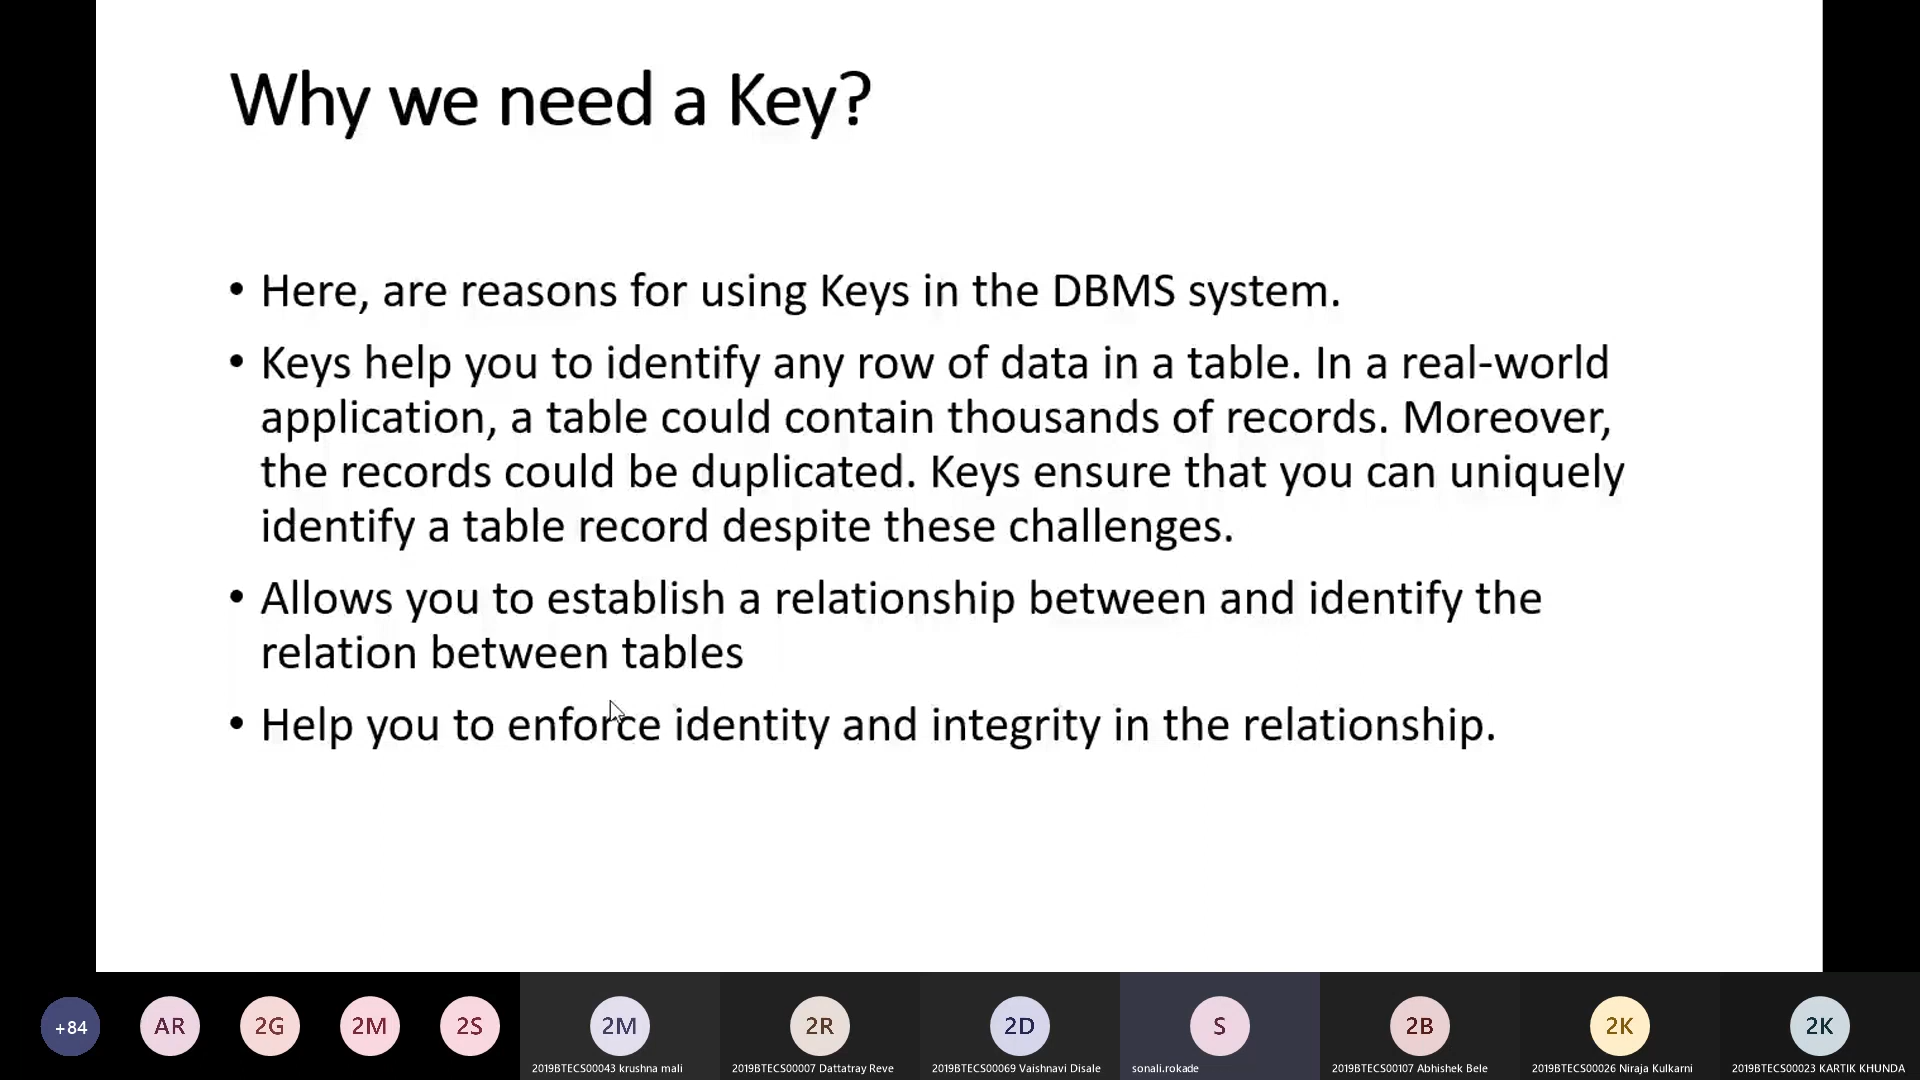 Why we need a Key?
• Here, are reasons for using Keys in the DBMS system.
• Keys help you to identify any row of data in a table. In a real-world
application, a table could contain thousands of records. Moreover,
the records could be duplicated. Keys ensure that you can uniquely
identify a table record despite these challenges.
• Allows you to establish a relationship between and identify the
relation between tables
• Help you to enforce identity and integrity in the relationship.
+84 AR 2G 2M 2S 2M 2R 2D S 2B 2K 2K
2019BTECS00043 krushna mali 2019BTECS00007 Dattatray Reve 2019BTECS00069 Vaishnavi Disale sonali.rokade 2019BTECS00107 Abhishek Bele 2019BTECS00026 Niraja Kulkarni 2019BTECS00023 KARTIK KHUNDA